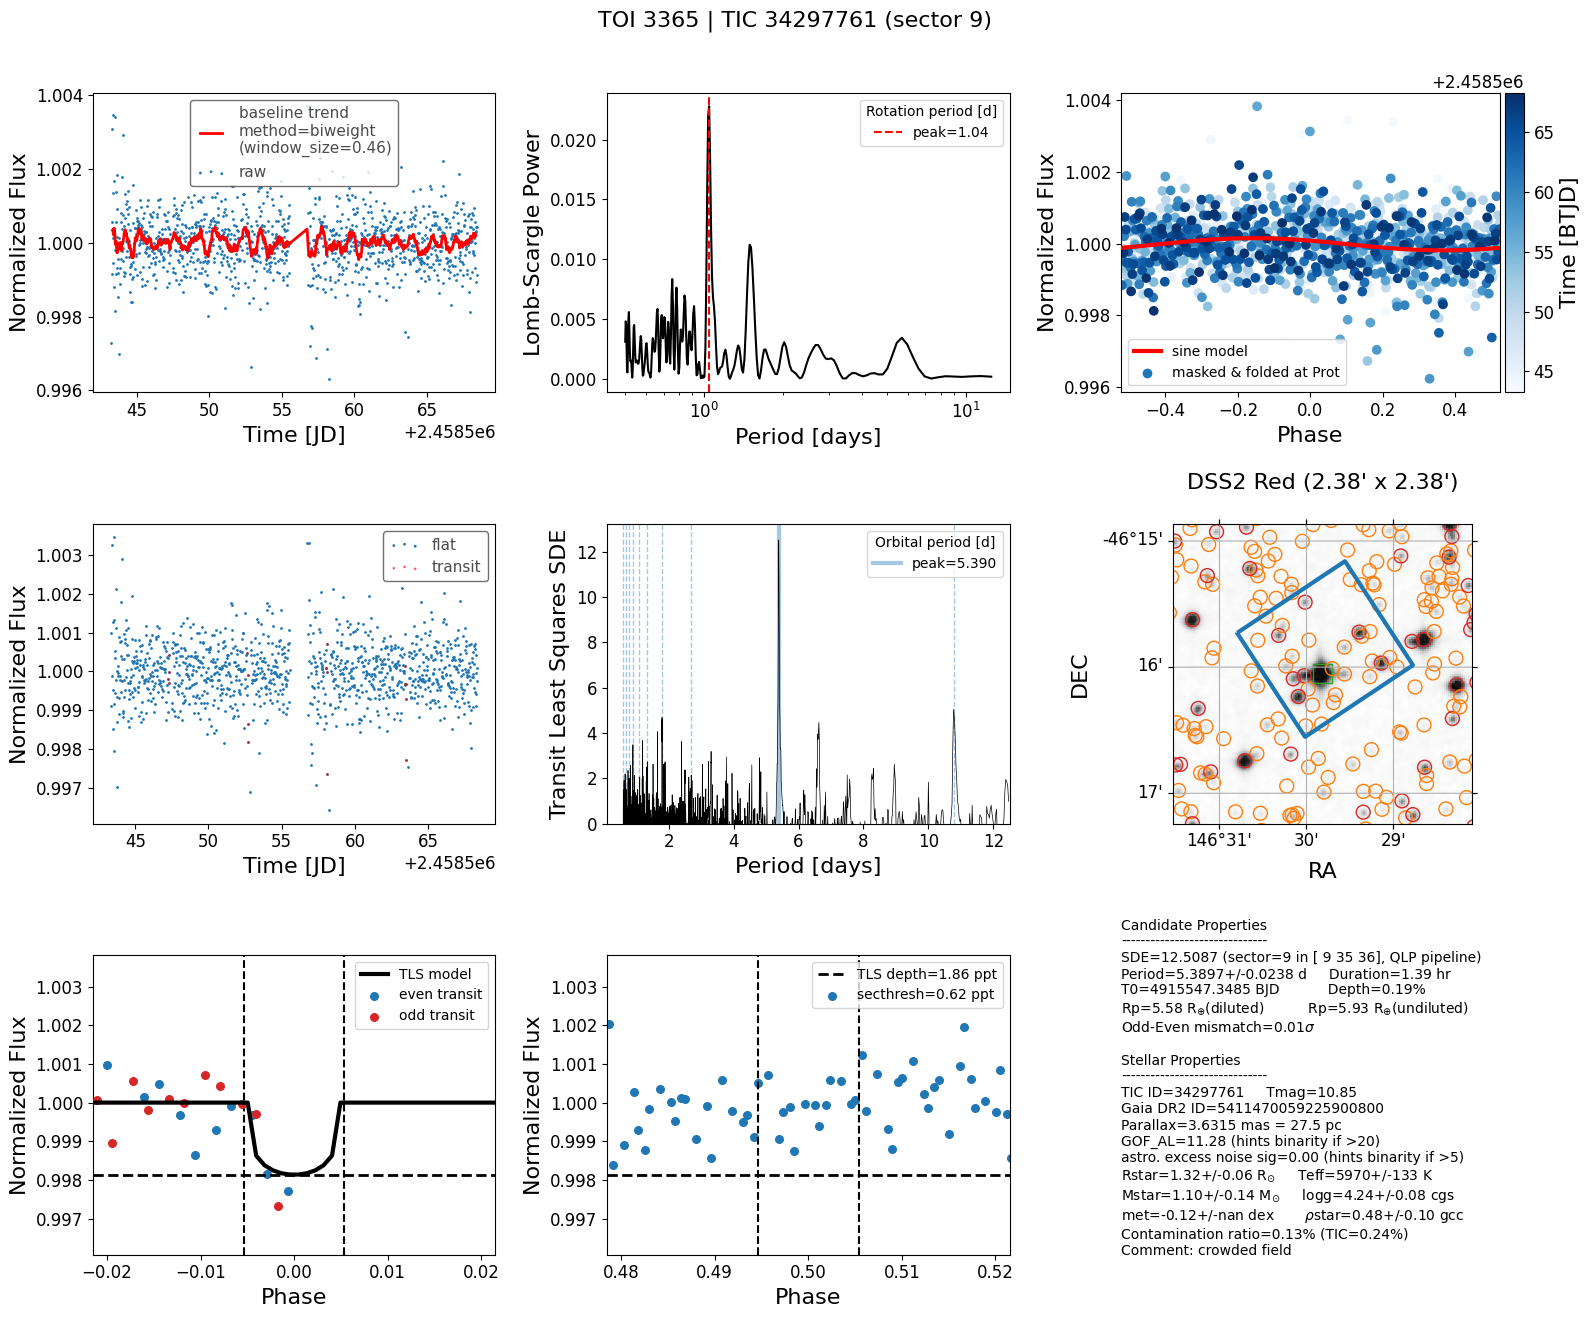 TOI 3365 | TIC 34297761 (sector 9)
1.004
1.002
1.000
0.998
0.996
Normalized Flux
baseline trend
method=biweight
(window_size=0.46)
raw
45
50
55
60
65
Time [JD]
+2.4585e6
0.020
0.015
0.010
0.005
0.000
Lomb-Scargle Power
Rotation period [d]
peak=1.04
10⁰
10¹
Period [days]
+2.4585e6
1.004
1.002
1.000
0.998
0.996
Normalized Flux
sine model
masked & folded at Prot
−0.4
−0.2
0.0
0.2
0.4
Phase
65
60
55
50
45
Time [BTJD]
1.003
1.002
1.001
1.000
0.999
0.998
0.997
Normalized Flux
flat
transit
45
50
55
60
65
Time [JD]
+2.4585e6
12
10
8
6
4
2
0
Transit Least Squares SDE
Orbital period [d]
peak=5.390
2
4
6
8
10
12
Period [days]
DSS2 Red (2.38' x 2.38')
-46°15'
16'
17'
DEC
146°31'
30'
29'
RA
1.003
1.002
1.001
1.000
0.999
0.998
0.997
Normalized Flux
TLS model
even transit
odd transit
−0.02
−0.01
0.00
0.01
0.02
Phase
1.003
1.002
1.001
1.000
0.999
0.998
0.997
Normalized Flux
TLS depth=1.86 ppt
secthresh=0.62 ppt
0.48
0.49
0.50
0.51
0.52
Phase
Candidate Properties
------------------------------
SDE=12.5087 (sector=9 in [ 9 35 36], QLP pipeline)
Period=5.3897+/-0.0238 d Duration=1.39 hr
T0=4915547.3485 BJD Depth=0.19%
Rp=5.58 R⊕(diluted) Rp=5.93 R⊕(undiluted)
Odd-Even mismatch=0.01σ
Stellar Properties
------------------------------
TIC ID=34297761 Tmag=10.85
Gaia DR2 ID=5411470059225900800
Parallax=3.6315 mas = 27.5 pc
GOF_AL=11.28 (hints binarity if >20)
astro. excess noise sig=0.00 (hints binarity if >5)
Rstar=1.32+/-0.06 R⊙ Teff=5970+/-133 K
Mstar=1.10+/-0.14 M⊙ logg=4.24+/-0.08 cgs
met=-0.12+/-nan dex ρstar=0.48+/-0.10 gcc
Contamination ratio=0.13% (TIC=0.24%)
Comment: crowded field